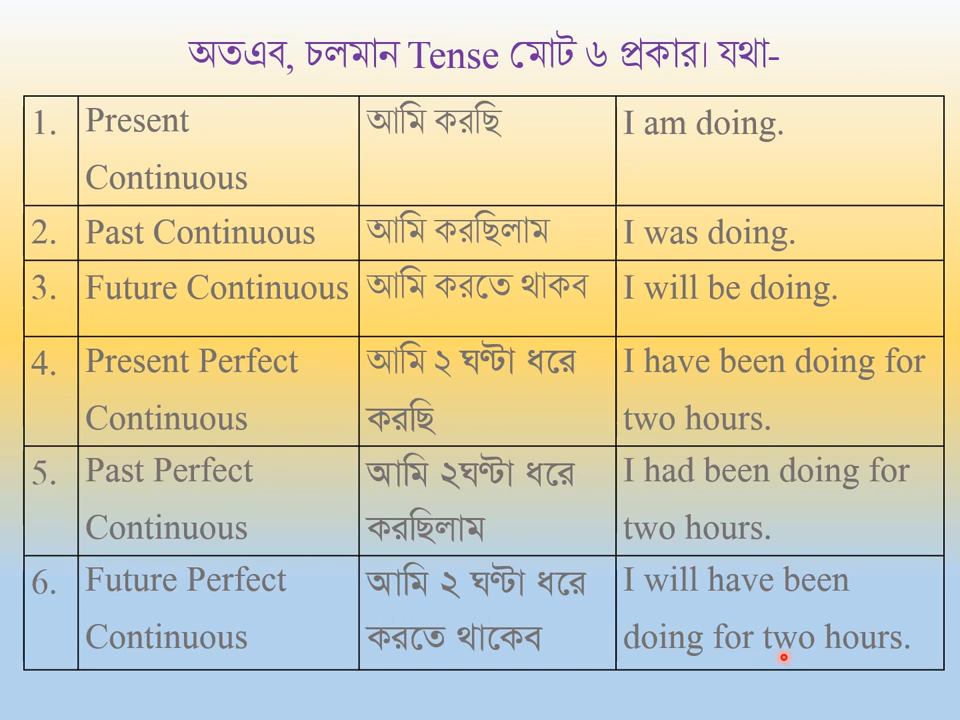 অতএব, চলমান Tense মোট ৬ প্রকার। যথা-
1. Present আমি করছি I am doing.
Continuous
2. Past Continuous আমি করছিলাম I was doing.
3. Future Continuous আমি করতে থাকব I will be doing.
4. Present Perfect আমি ২ ঘণ্টা ধরে I have been doing for
Continuous করছি two hours.
5. Past Perfect আমি ২ঘণ্টা ধরে I had been doing for
Continuous করছিলাম two hours.
6. Future Perfect আমি ২ ঘণ্টা ধরে I will have been
Continuous করতে থাকেব doing for two hours.